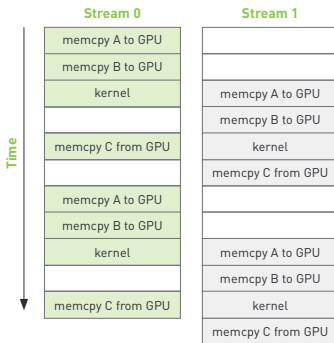 Stream 0
memcpy A to GPU
memcpy B to GPU
kernel
memcpy C from GPU
memcpy A to GPU
memcpy B to GPU
kernel
memcpy C from GPU
Stream 1
memcpy A to GPU
memcpy B to GPU
kernel
memcpy C from GPU
memcpy A to GPU
memcpy B to GPU
kernel
memcpy C from GPU
Time